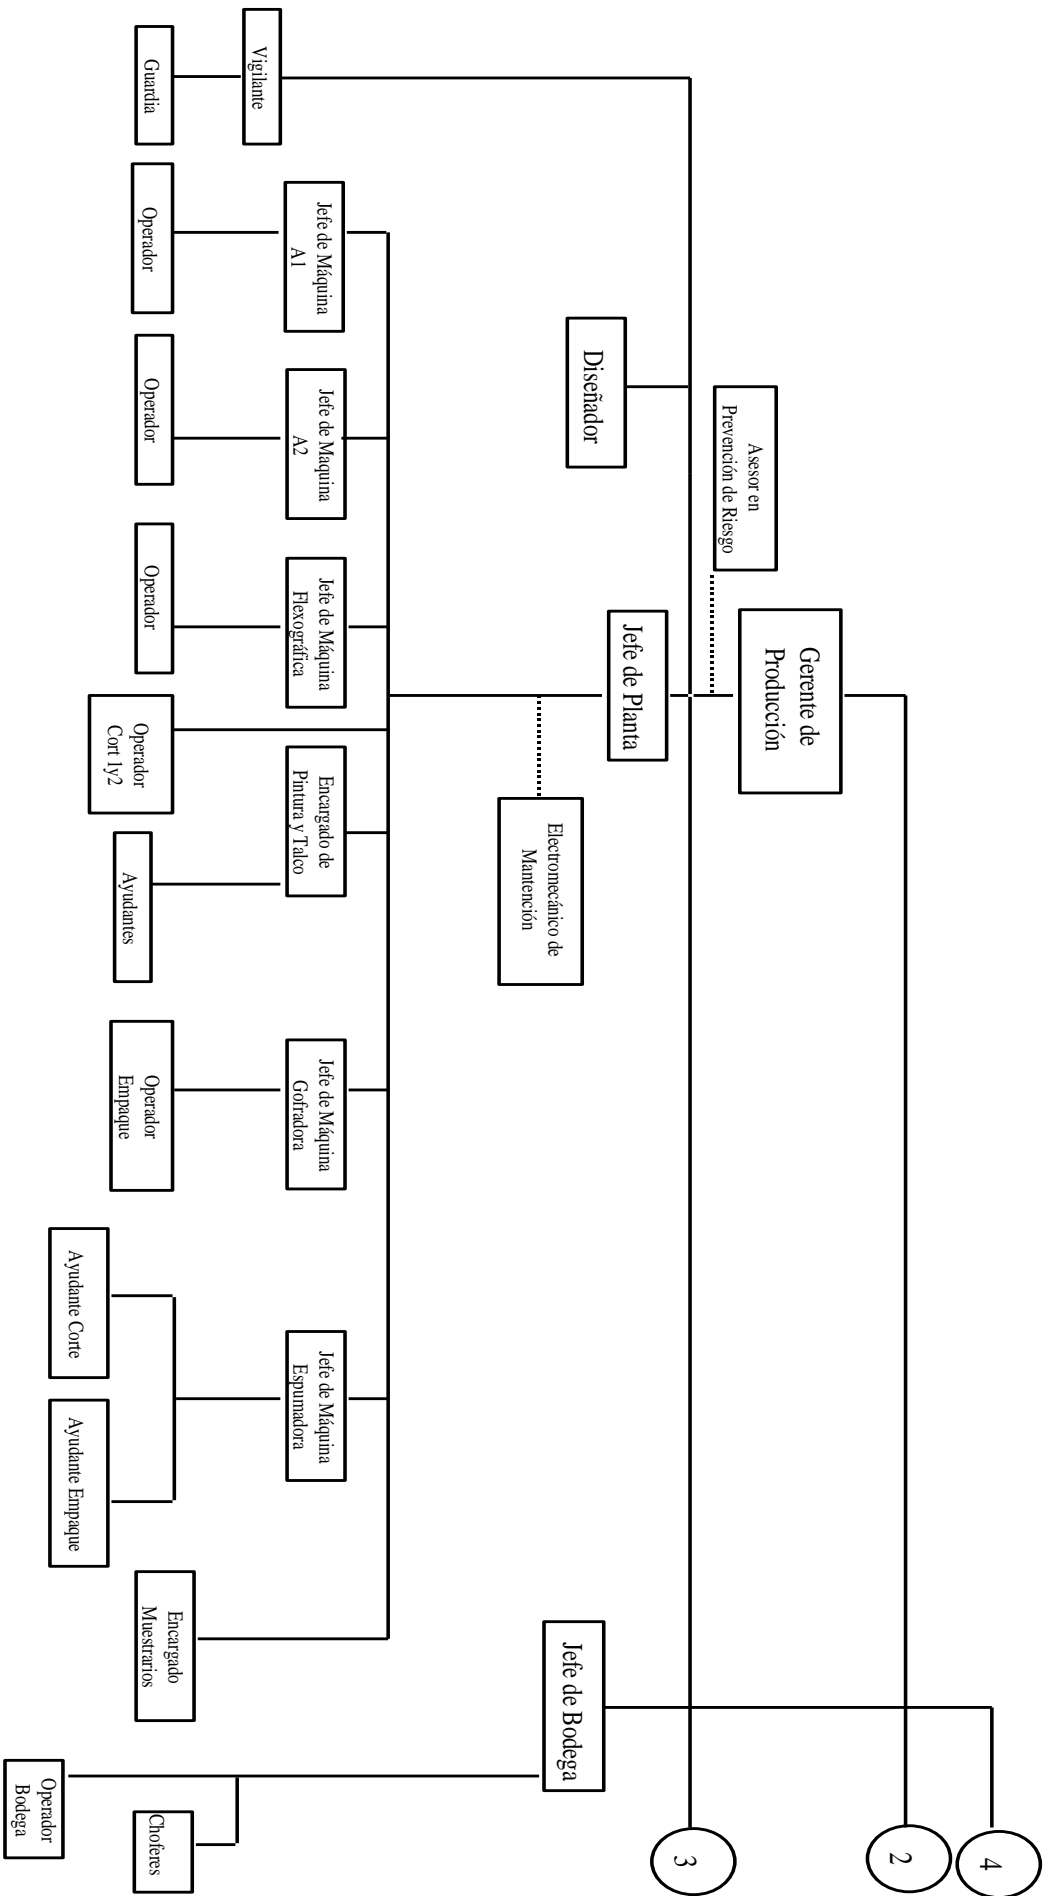 4
2
3
Gerente de
Producción
Asesor en
Prevención de Riesgo
Jefe de Planta
Diseñador
Jefe de Bodega
Electromecánico de
Mantención
Vigilante
Jefe de Máquina
A1
Jefe de Maquina
A2
Jefe de Máquina
Flexográfica
Encargado de
Pintura y Talco
Jefe de Máquina
Gofradora
Jefe de Máquina
Espumadora
Guardia
Operador
Operador
Operador
Operador
Cort 1y2
Ayudantes
Operador
Empaque
Encargado
Muestrarios
Choferes
Ayudante Corte
Ayudante Empaque
Operador
Bodega